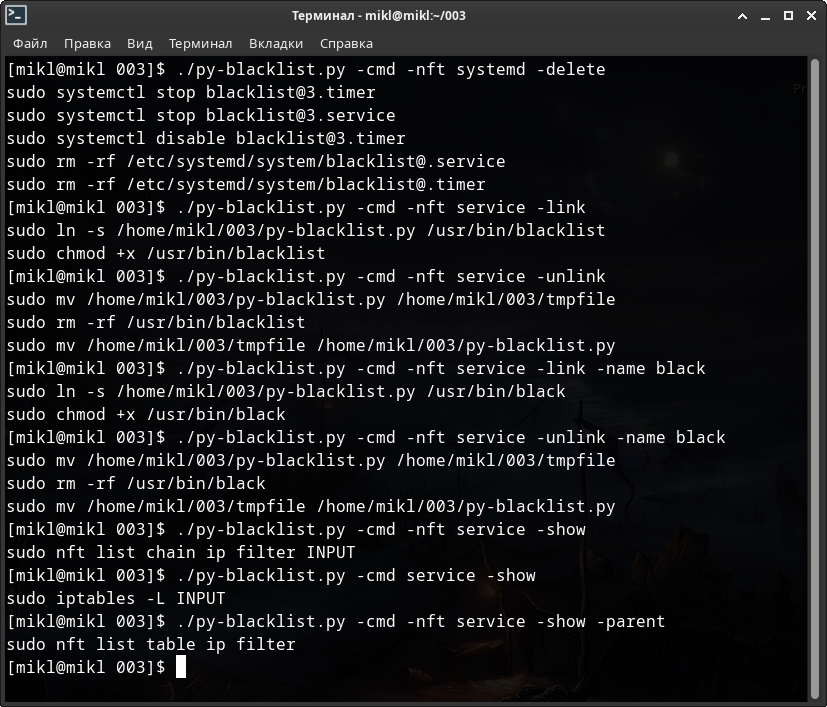 Терминал - mikl@mikl:~/003
Файл Правка Вид Терминал Вкладки Справка
[mikl@mikl 003]$ ./py-blacklist.py -cmd -nft systemd -delete
sudo systemctl stop blacklist@3.timer
sudo systemctl stop blacklist@3.service
sudo systemctl disable blacklist@3.timer
sudo rm -rf /etc/systemd/system/blacklist@.service
sudo rm -rf /etc/systemd/system/blacklist@.timer
[mikl@mikl 003]$ ./py-blacklist.py -cmd -nft service -link
sudo ln -s /home/mikl/003/py-blacklist.py /usr/bin/blacklist
sudo chmod +x /usr/bin/blacklist
[mikl@mikl 003]$ ./py-blacklist.py -cmd -nft service -unlink
sudo mv /home/mikl/003/py-blacklist.py /home/mikl/003/tmpfile
sudo rm -rf /usr/bin/blacklist
sudo mv /home/mikl/003/tmpfile /home/mikl/003/py-blacklist.py
[mikl@mikl 003]$ ./py-blacklist.py -cmd -nft service -link -name black
sudo ln -s /home/mikl/003/py-blacklist.py /usr/bin/black
sudo chmod +x /usr/bin/black
[mikl@mikl 003]$ ./py-blacklist.py -cmd -nft service -unlink -name black
sudo mv /home/mikl/003/py-blacklist.py /home/mikl/003/tmpfile
sudo rm -rf /usr/bin/black
sudo mv /home/mikl/003/tmpfile /home/mikl/003/py-blacklist.py
[mikl@mikl 003]$ ./py-blacklist.py -cmd -nft service -show
sudo nft list chain ip filter INPUT
[mikl@mikl 003]$ ./py-blacklist.py -cmd service -show
sudo iptables -L INPUT
[mikl@mikl 003]$ ./py-blacklist.py -cmd -nft service -show -parent
sudo nft list table ip filter
[mikl@mikl 003]$